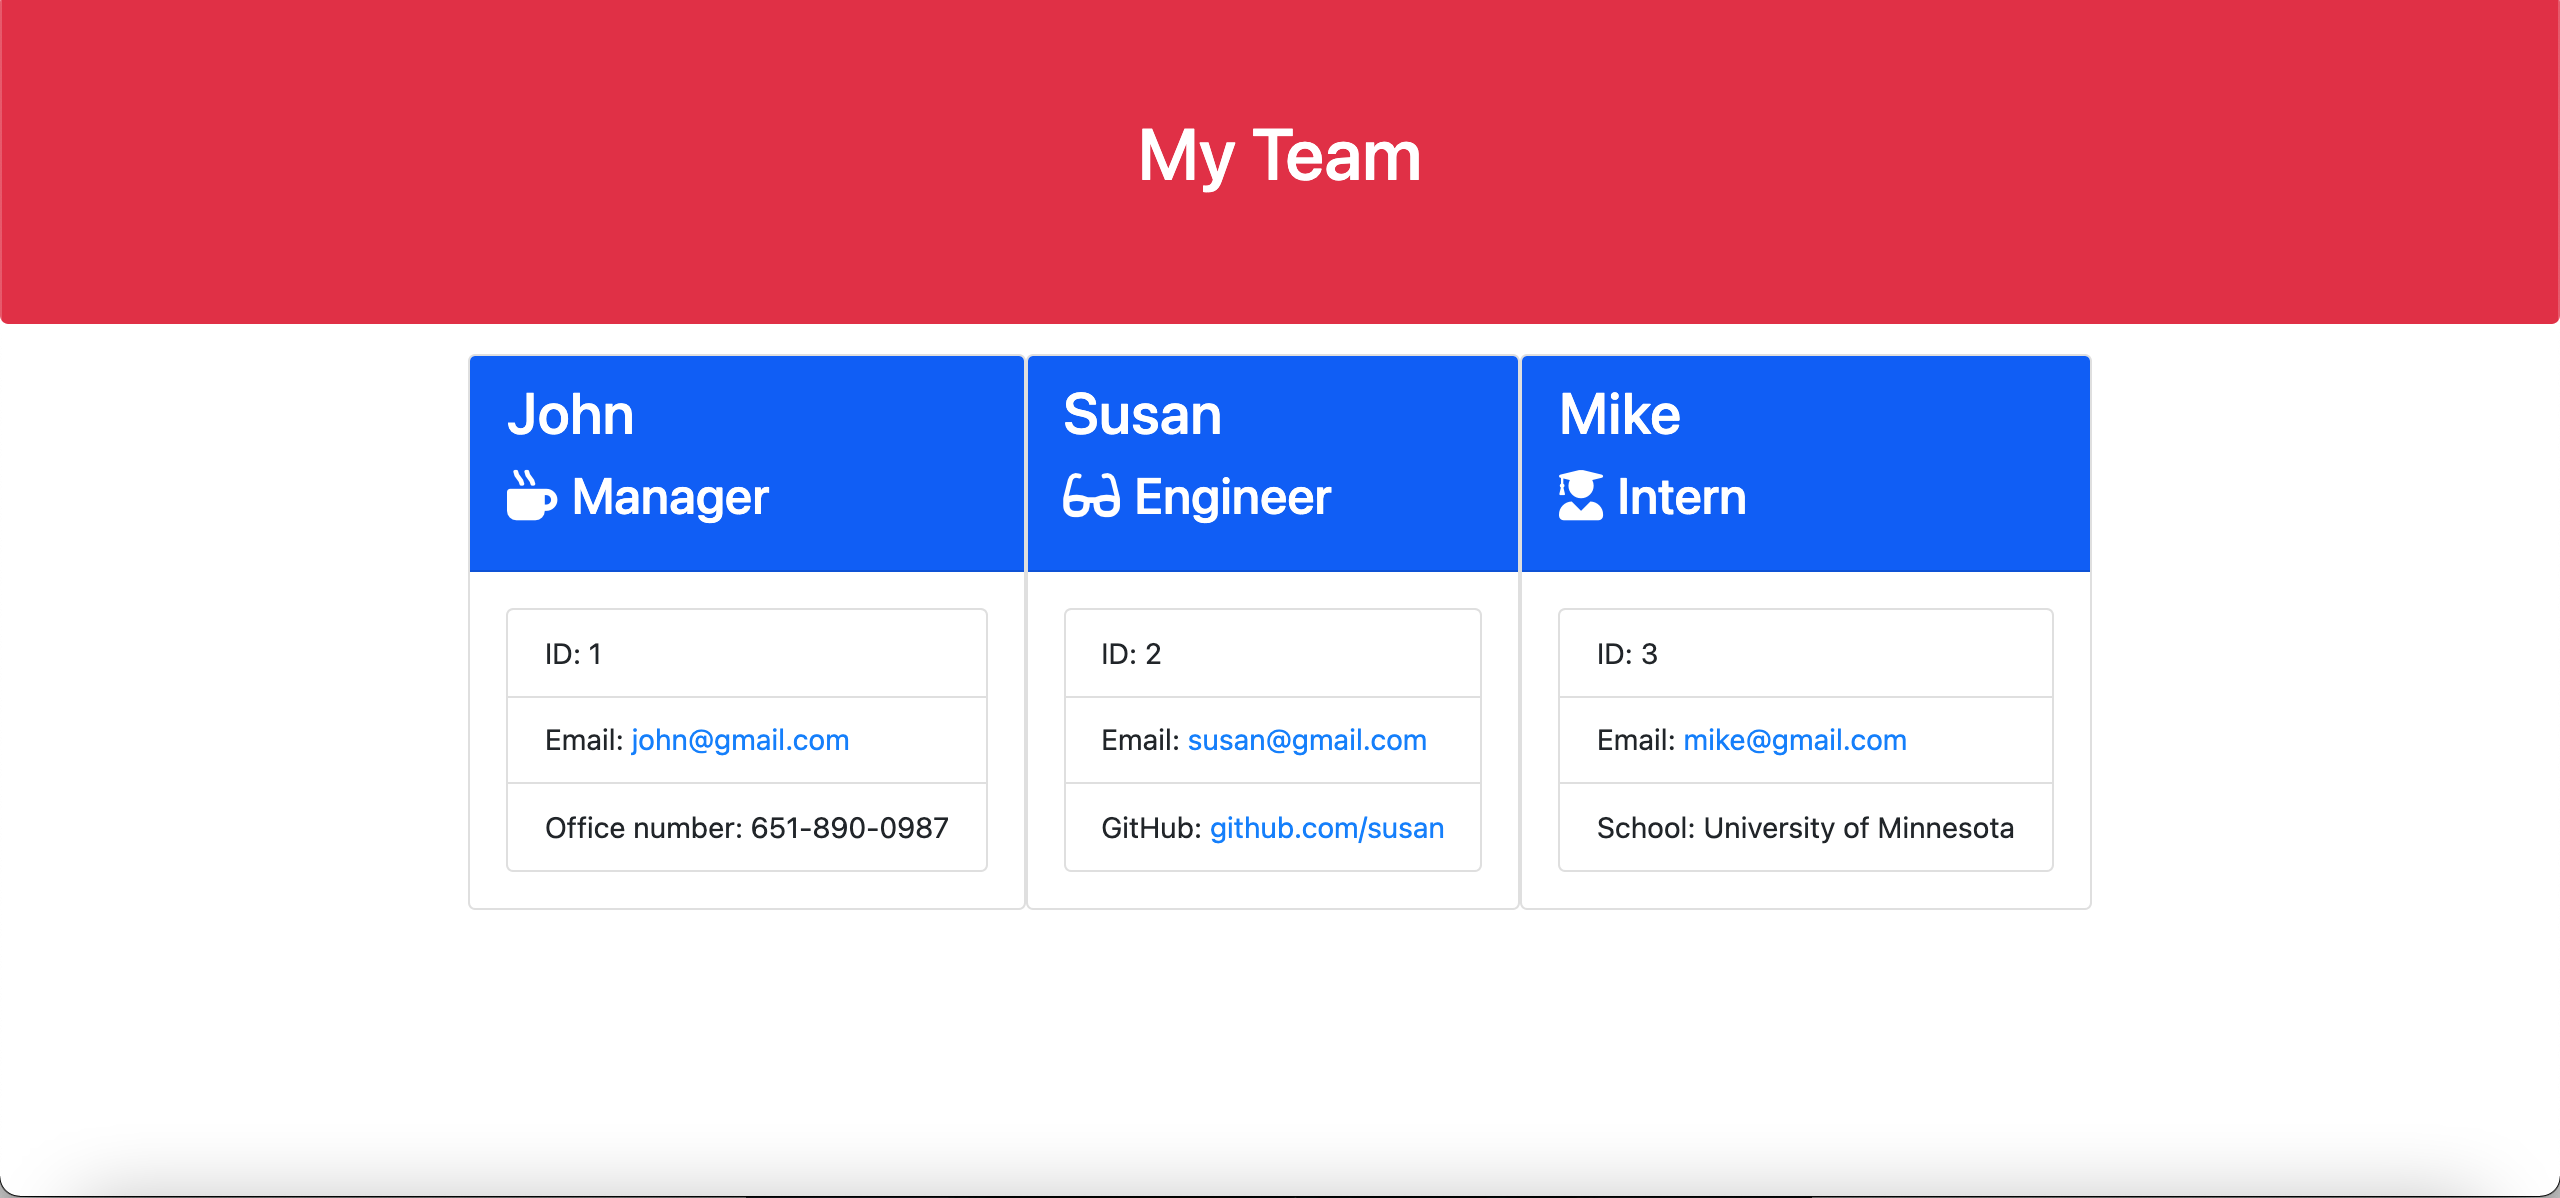 My Team
John
Manager
ID: 1
Email: john@gmail.com
Office number: 651-890-0987
Susan
Engineer
ID: 2
Email: susan@gmail.com
GitHub: github.com/susan
Mike
Intern
ID: 3
Email: mike@gmail.com
School: University of Minnesota